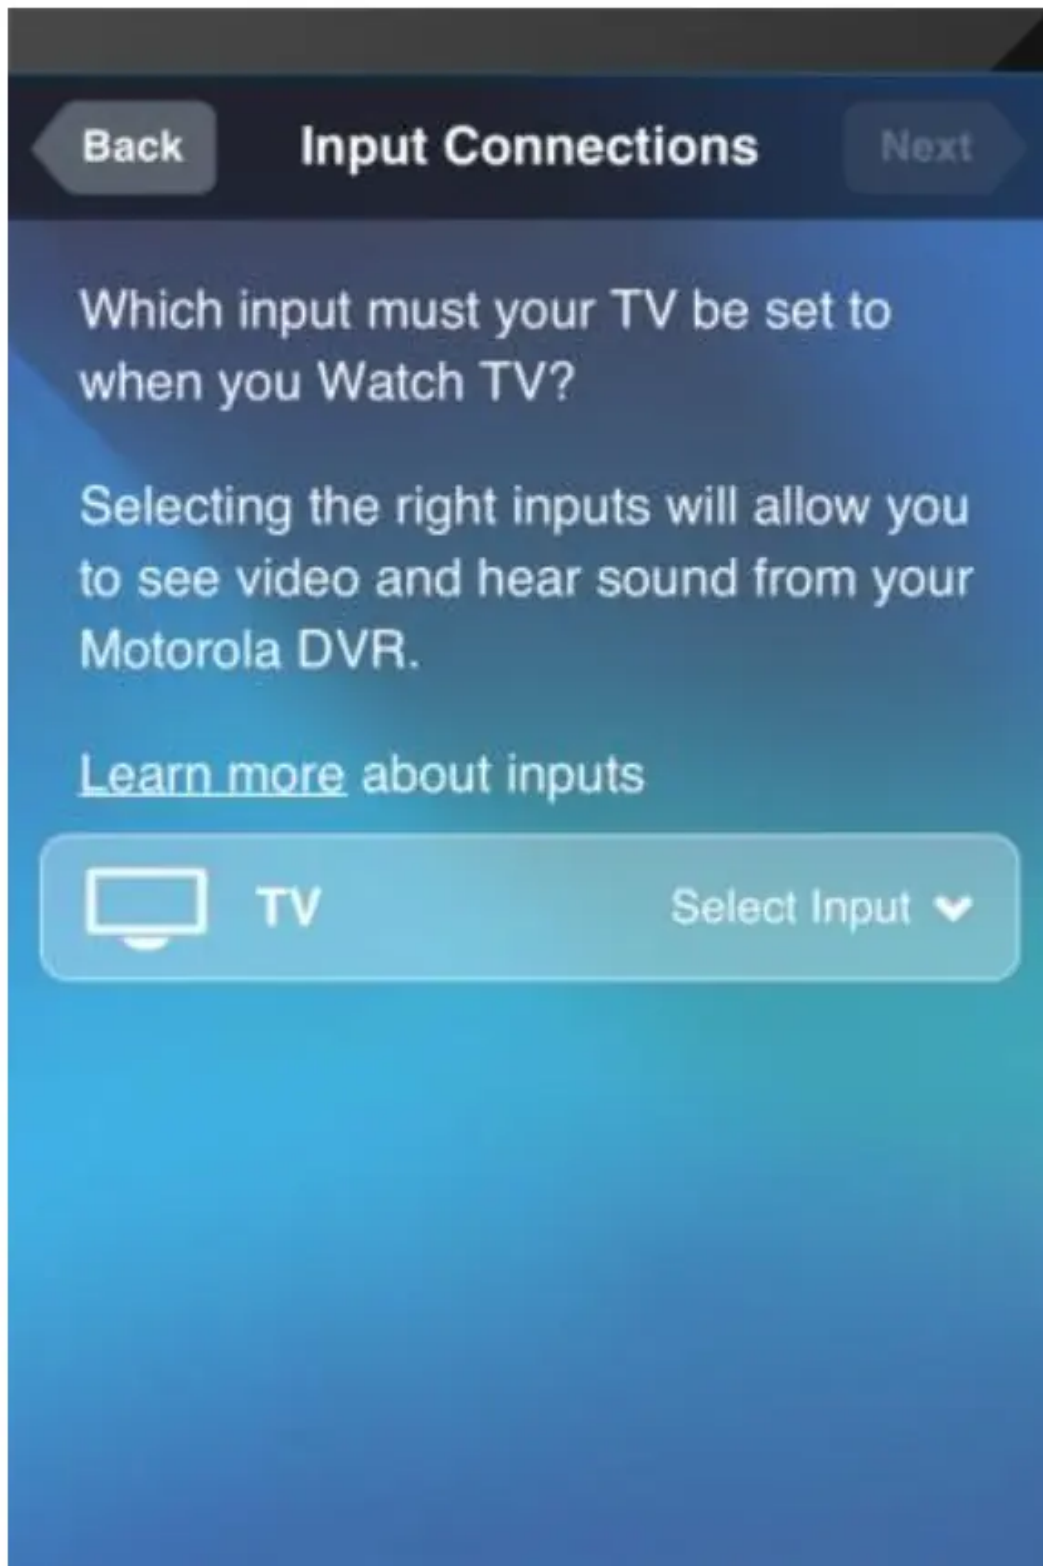 Back
Input Connections
Next
Which input must your TV be set to
when you Watch TV?
Selecting the right inputs will allow you
to see video and hear sound from your
Motorola DVR.
Learn more about inputs
TV
Select Input